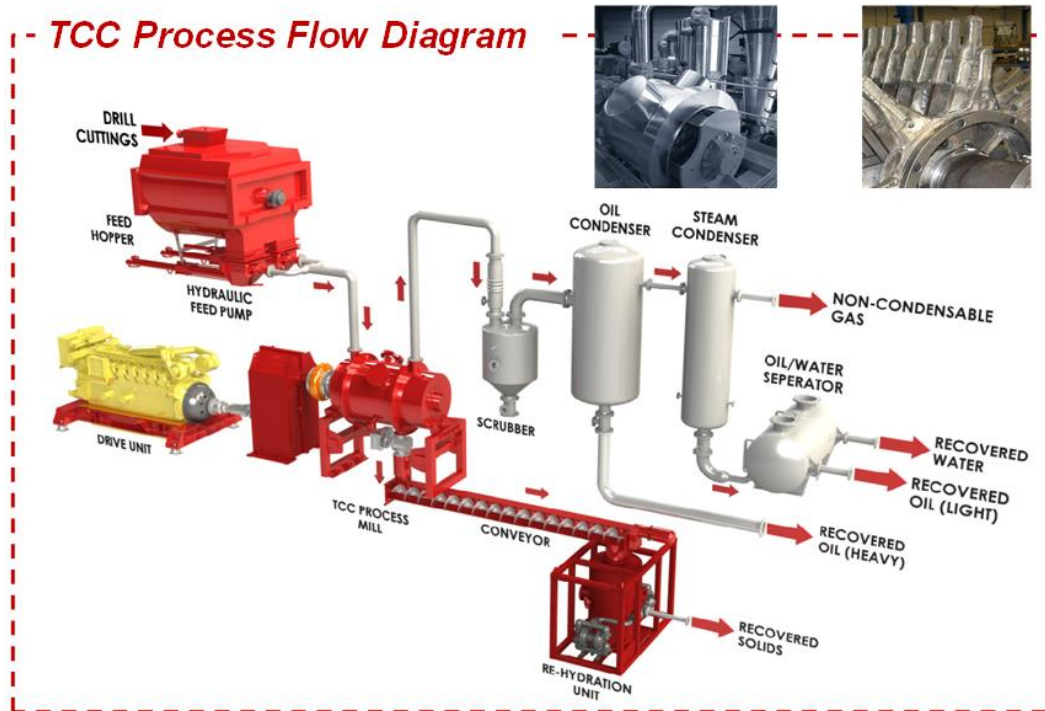 TCC Process Flow Diagram
DRILL
CUTTINGS
FEED
HOPPER
HYDRAULIC
FEED PUMP
OIL
CONDENSER
STEAM
CONDENSER
NON-CONDENSABLE
GAS
OIL/WATER
SEPERATOR
SCRUBBER
DRIVE UNIT
RECOVERED
WATER
RECOVERED
OIL (LIGHT)
TCC PROCESS
MILL
CONVEYOR
RECOVERED
OIL (HEAVY)
RECOVERED
SOLIDS
RE-HYDRATION
UNIT